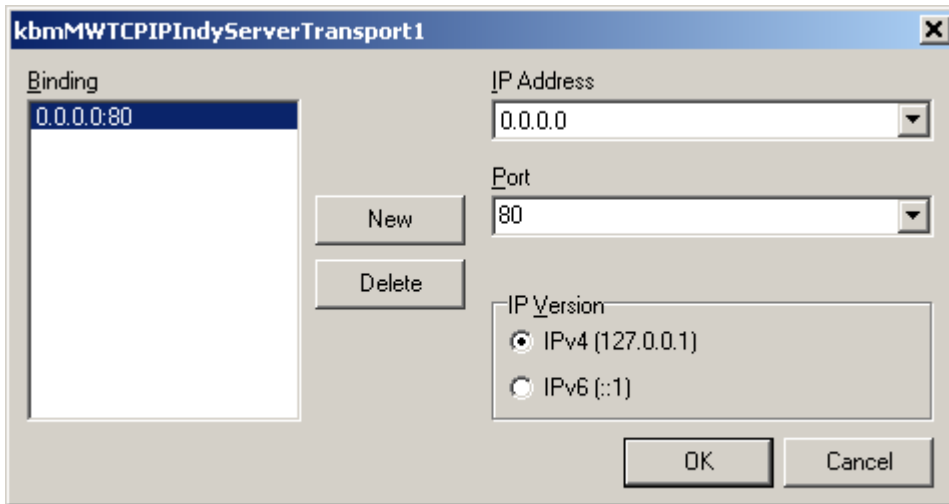 kbmMWTCPIPIndyServerTransport1
Binding
0.0.0.0:80
New
Delete
IP Address
0.0.0.0
Port
80
IP Version
IPv4 (127.0.0.1)
IPv6 (::1)
OK
Cancel